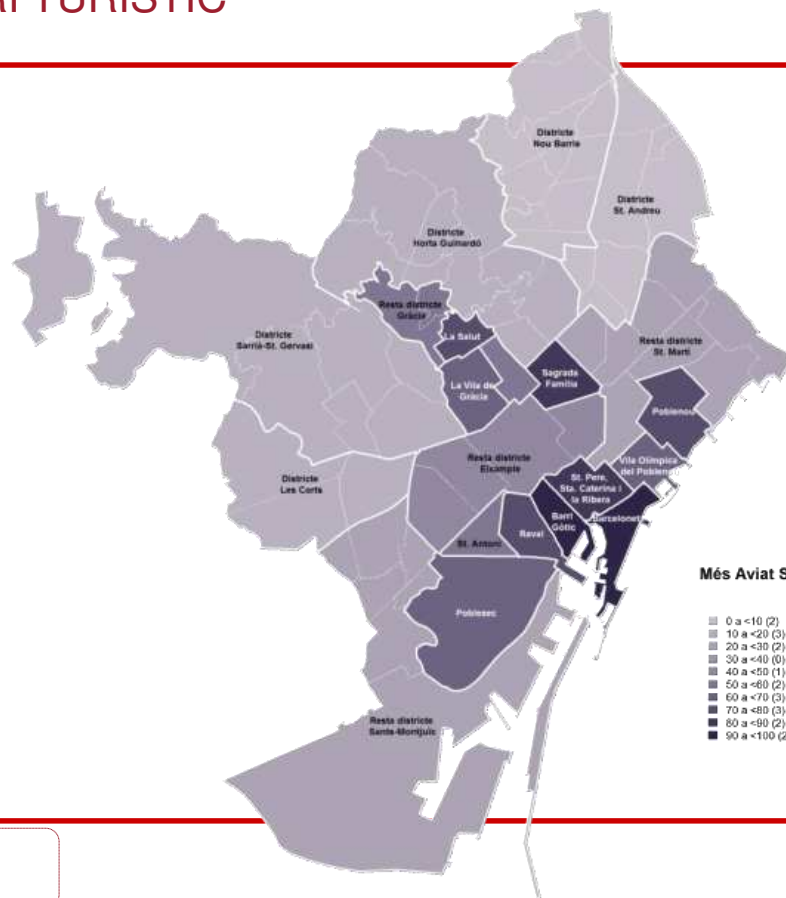 TURISTIC
Districte
Nou Barris
Districte
St. Andreu
Districte
Horta Guinardó
Resta districte
Gràcia
La Salut
Districte
Sarrià-St. Gervasi
Resta districte
St. Martí
Sagrada
Família
La Vila de
Gràcia
Poblenou
Resta districte
Eixample
Vila Olímpica
del Poblenou
Districte
Les Corts
St. Pere,
Sta. Caterina i
la Ribera
Barri
Gòtic
Barceloneta
Raval
St. Antoni
Més Aviat S
Poblesec
0 a <10 (2)
10 a <20 (3)
20 a <30 (2)
30 a <40 (0)
40 a <50 (1)
50 a <60 (2)
60 a <70 (3)
70 a <80 (3)
80 a <90 (2)
90 a <100 (2
Resta districte
Sants-Montjuïc